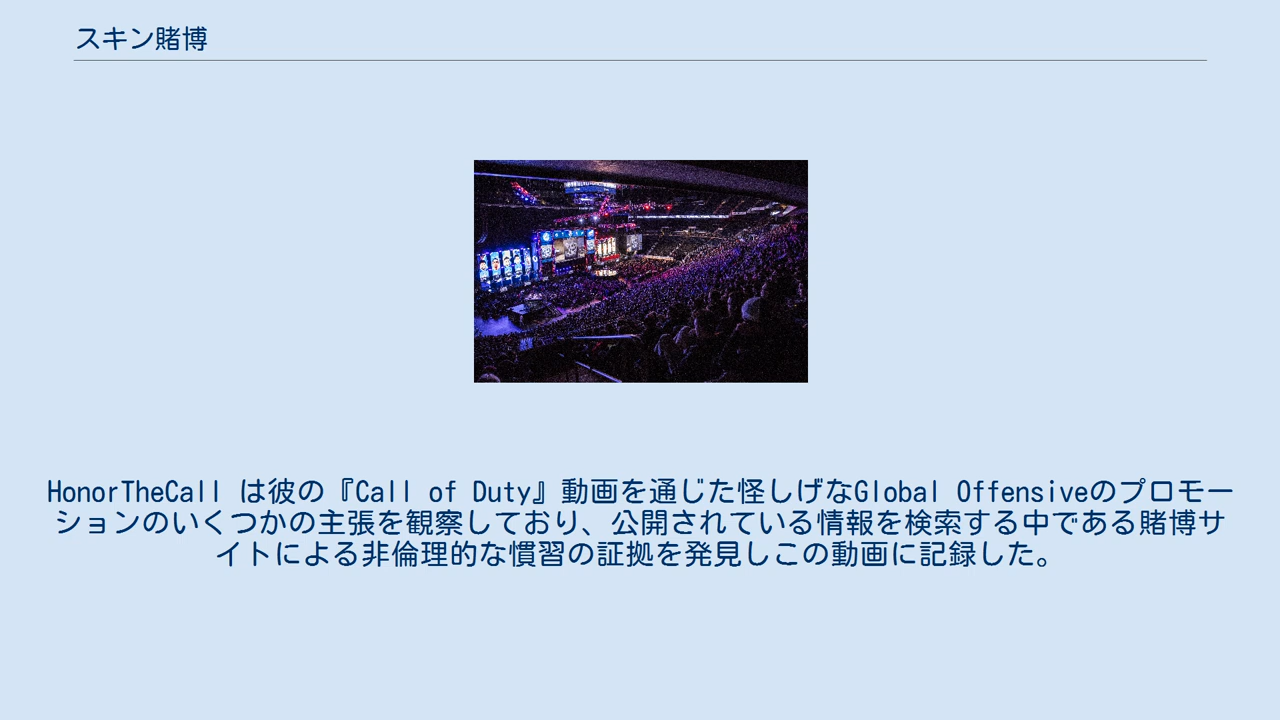 スキン賭博
HonorTheCall は彼の『Call of Duty』動画を通じた怪しげなGlobal Offensiveのプロモー
ションのいくつかの主張を観察しており、公開されている情報を検索する中である賭博サ
イトによる非倫理的な慣習の証拠を発見しこの動画に記録した。